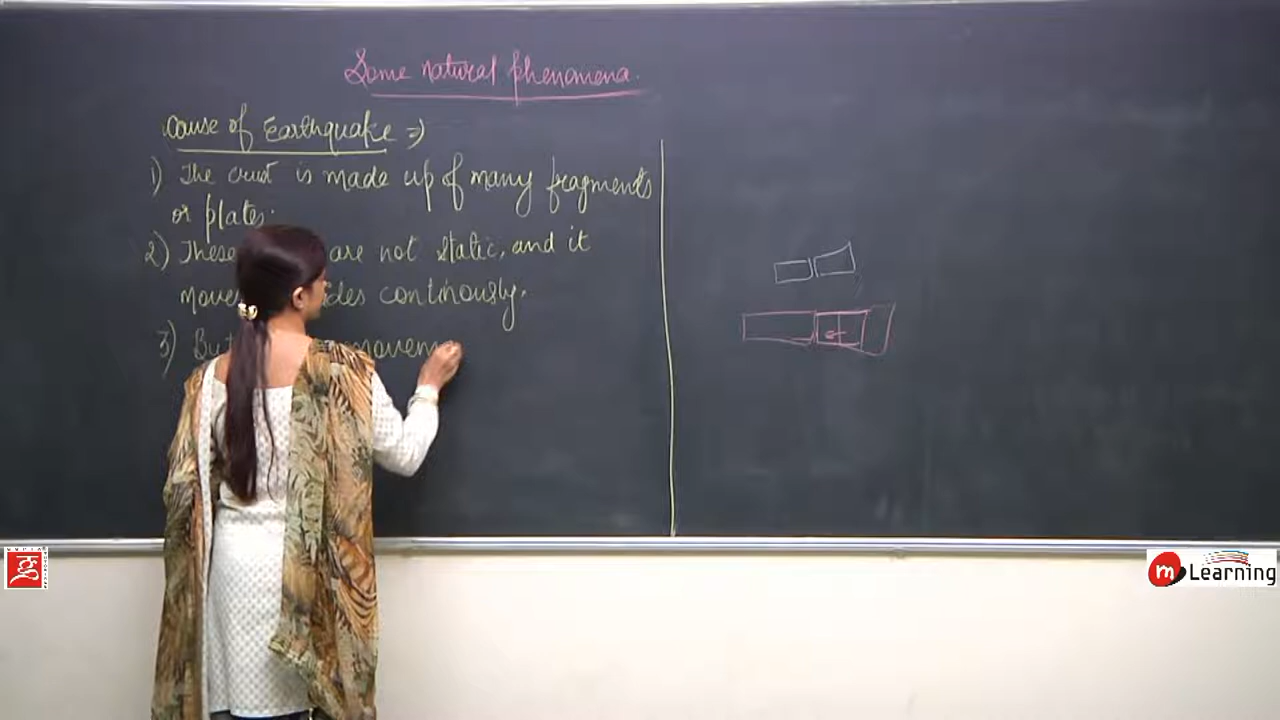 Some natural phenomena.
Cause of Earthquake =>
1) The crust is made up of many fragments
or plates.
2) These are not static, and it
moves continously.
3) But movem
m Learning